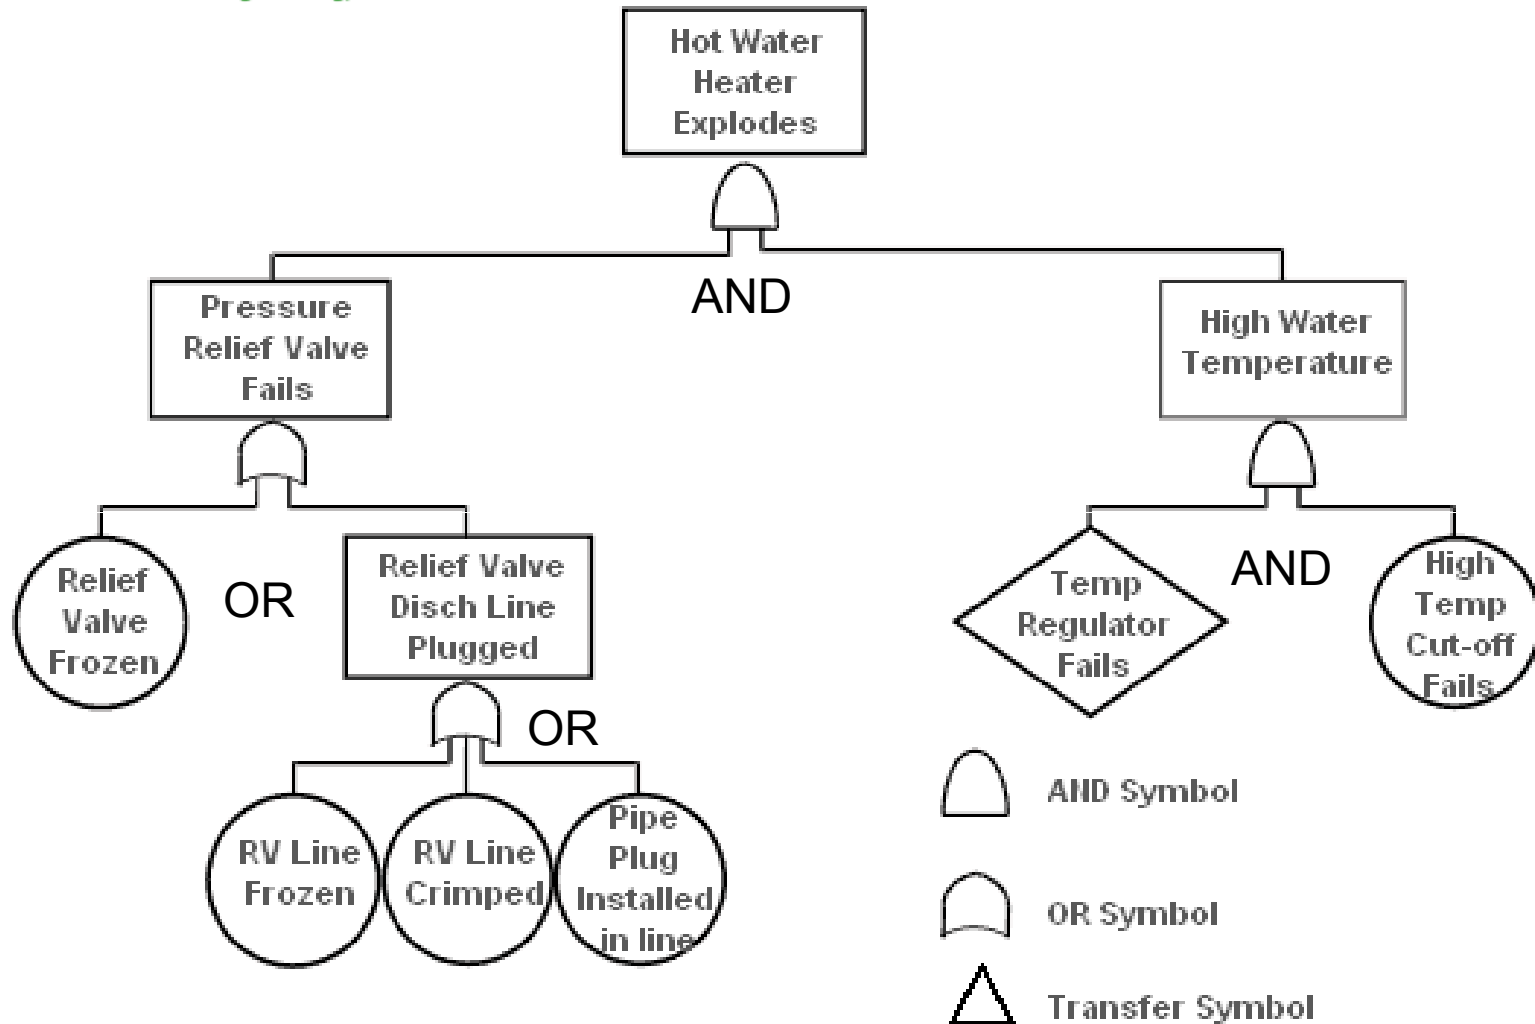 Hot Water
Heater
Explodes
AND
Pressure
Relief Valve
Fails
High Water
Temperature
Relief
Valve
Frozen
OR
Relief Valve
Disch Line
Plugged
Temp
Regulator
Fails
AND
High
Temp
Cut-off
Fails
OR
RV Line
Frozen
RV Line
Crimped
Pipe
Plug
Installed
in line
AND Symbol
OR Symbol
Transfer Symbol